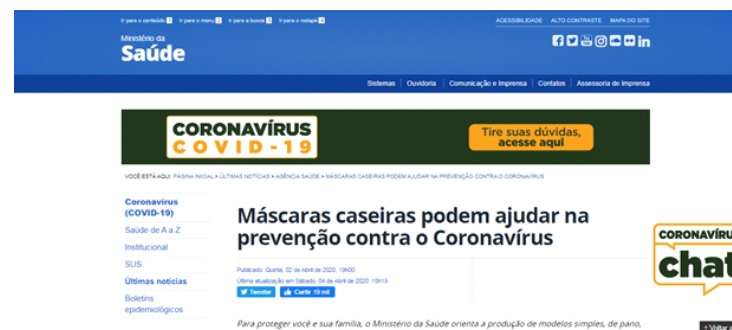 Ir para o conteúdo 1 Ir para o menu 2 Ir para a busca 3 Ir para o rodapé 4
ACESSIBILIDADE ALTO CONTRASTE MAPA DO SITE
Ministério da
Saúde
Sistemas Ouvidoria Comunicação e Imprensa Contatos Assessoria de Imprensa
CORONAVÍRUS
COVID-19
Tire suas dúvidas,
acesse aqui
VOCÊ ESTÁ AQUI: PÁGINA INICIAL > ÚLTIMAS NOTÍCIAS > AGÊNCIA SAÚDE > MÁSCARAS CASEIRAS PODEM AJUDAR NA PREVENÇÃO CONTRA O CORONAVÍRUS
Coronavírus
(COVID-19)
Saúde de A a Z
Institucional
SUS
Últimas notícias
Boletins
epidemiológicos
Máscaras caseiras podem ajudar na
prevenção contra o Coronavírus
Publicado: Quinta, 02 de Abril de 2020, 19h00
Última atualização em Sábado, 04 de Abril de 2020, 15h19
Tweetar Curtir 19 mil
Para proteger você e sua família, o Ministério da Saúde orienta a produção de modelos simples, de pano,
CORONAVÍRU
chat
Voltar a